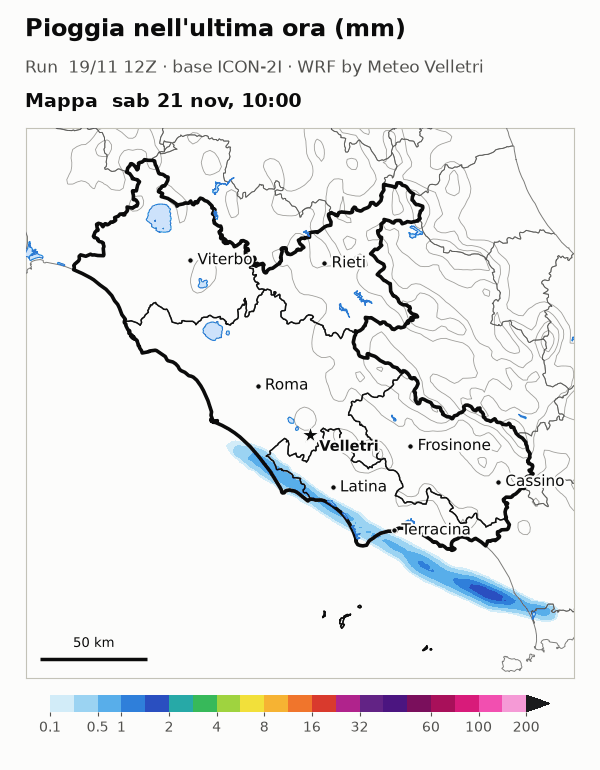 Pioggia nell'ultima ora (mm)
Run  19/11 12Z · base ICON-2I · WRF by Meteo Velletri
Mappa  sab 21 nov, 10:00
Viterbo
Rieti
Roma
Velletri
Frosinone
Latina
Cassino
Terracina
50 km
0.1 0.5 1 2 4 8 16 32 60 100 200